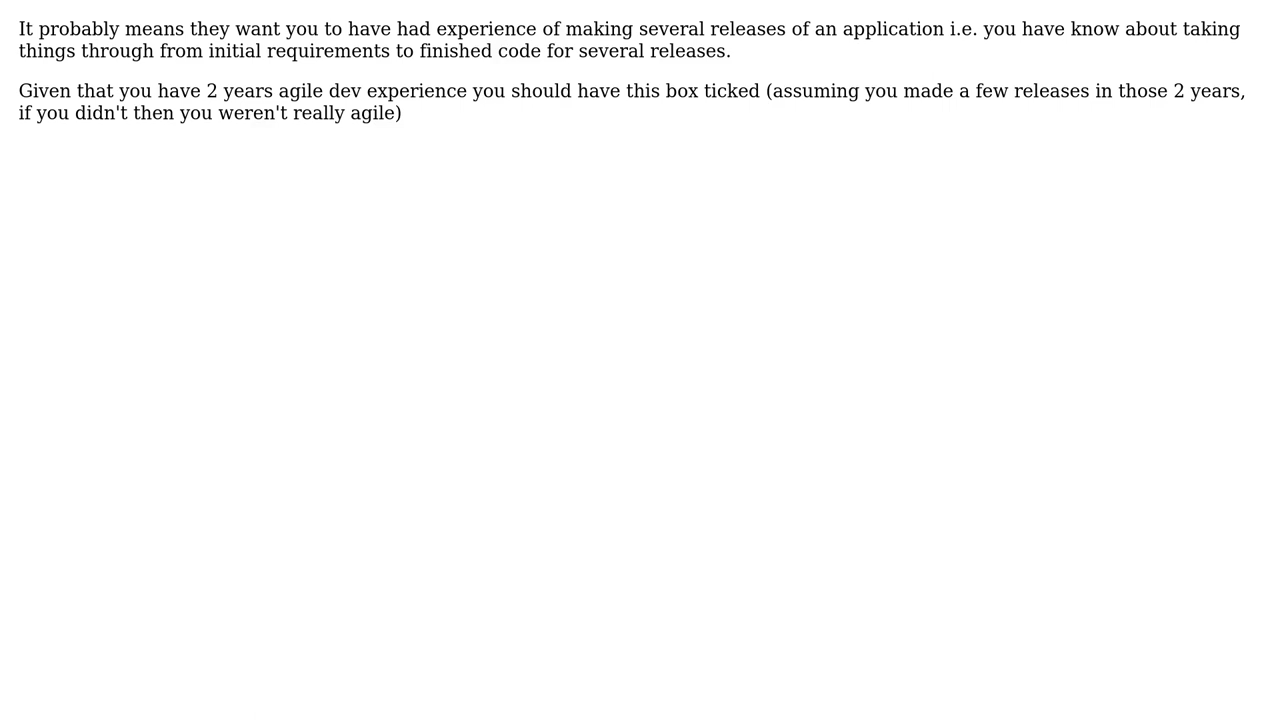 It probably means they want you to have had experience of making several releases of an application i.e. you have know about taking
things through from initial requirements to finished code for several releases.
Given that you have 2 years agile dev experience you should have this box ticked (assuming you made a few releases in those 2 years,
if you didn't then you weren't really agile)